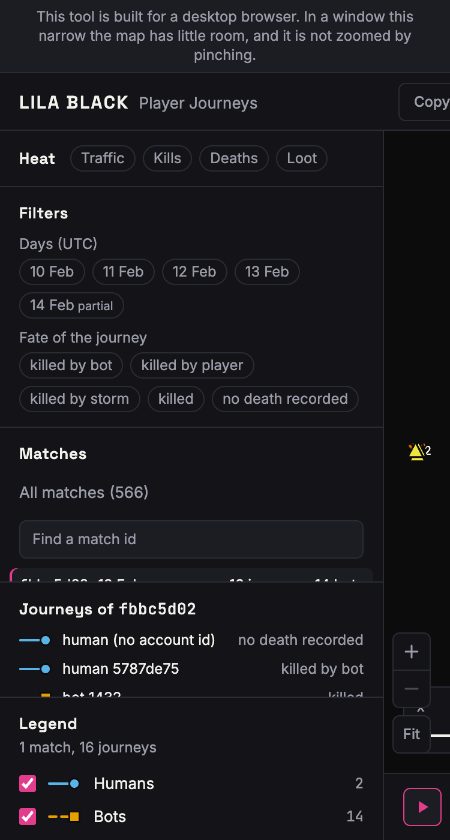 This tool is built for a desktop browser. In a window this
narrow the map has little room, and it is not zoomed by
pinching.
LILA BLACK Player Journeys
Copy
Heat Traffic Kills Deaths Loot
Filters
Days (UTC)
10 Feb 11 Feb 12 Feb 13 Feb
14 Feb partial
Fate of the journey
killed by bot killed by player
killed by storm killed no death recorded
Matches
All matches (566)
Find a match id
2
Journeys of fbbc5d02
human (no account id) no death recorded
human 5787de75 killed by bot
bot 1432 killed
Legend
1 match, 16 journeys
Humans 2
Bots 14
+
−
Fit